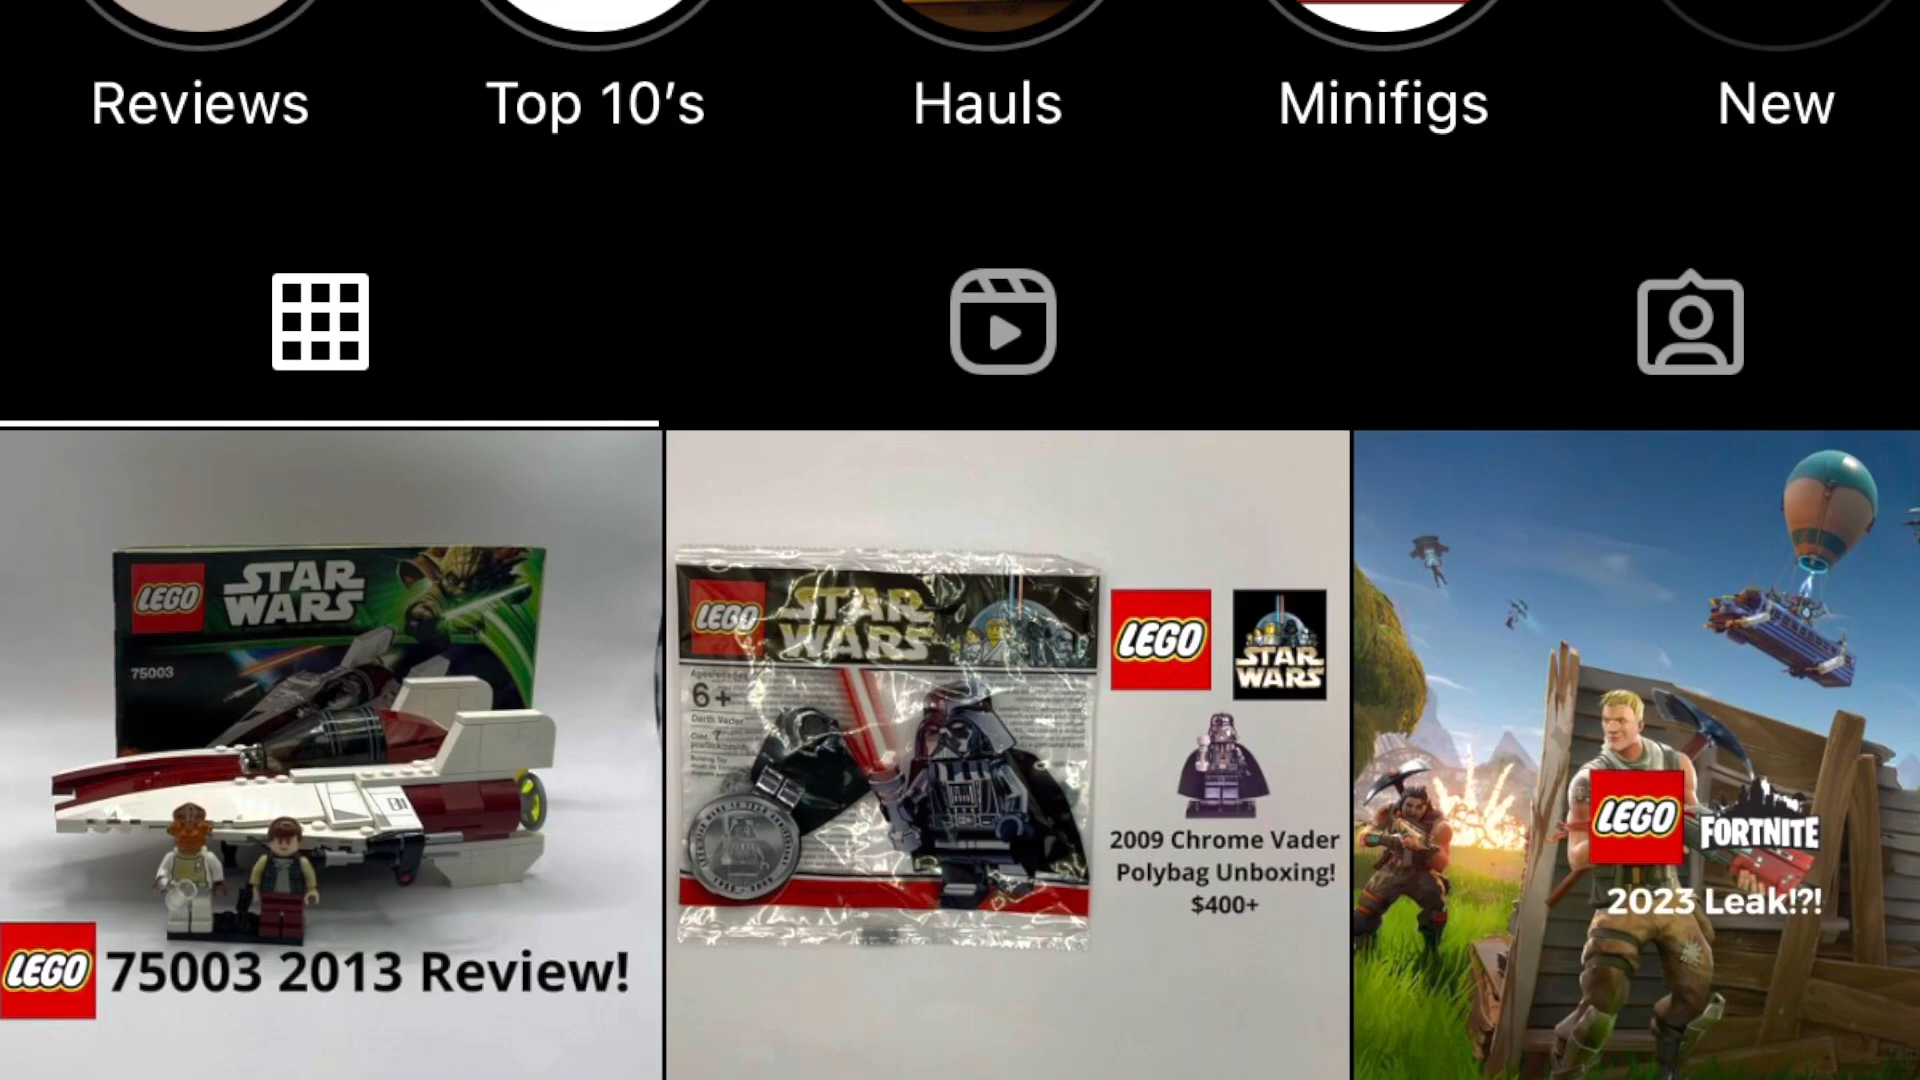 Reviews
Top 10’s
Hauls
Minifigs
New
LEGO
STAR
WARS
75003
LEGO
75003 2013 Review!
LEGO
STAR
WARS
6+
Darth Vader
LEGO
STAR
WARS
2009 Chrome Vader
Polybag Unboxing!
$400+
LEGO
FORTNITE
2023 Leak!?!